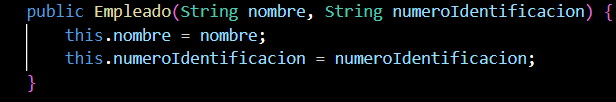 public Empleado(String nombre, String numeroIdentificacion) {
this.nombre = nombre;
this.numeroIdentificacion = numeroIdentificacion;
}